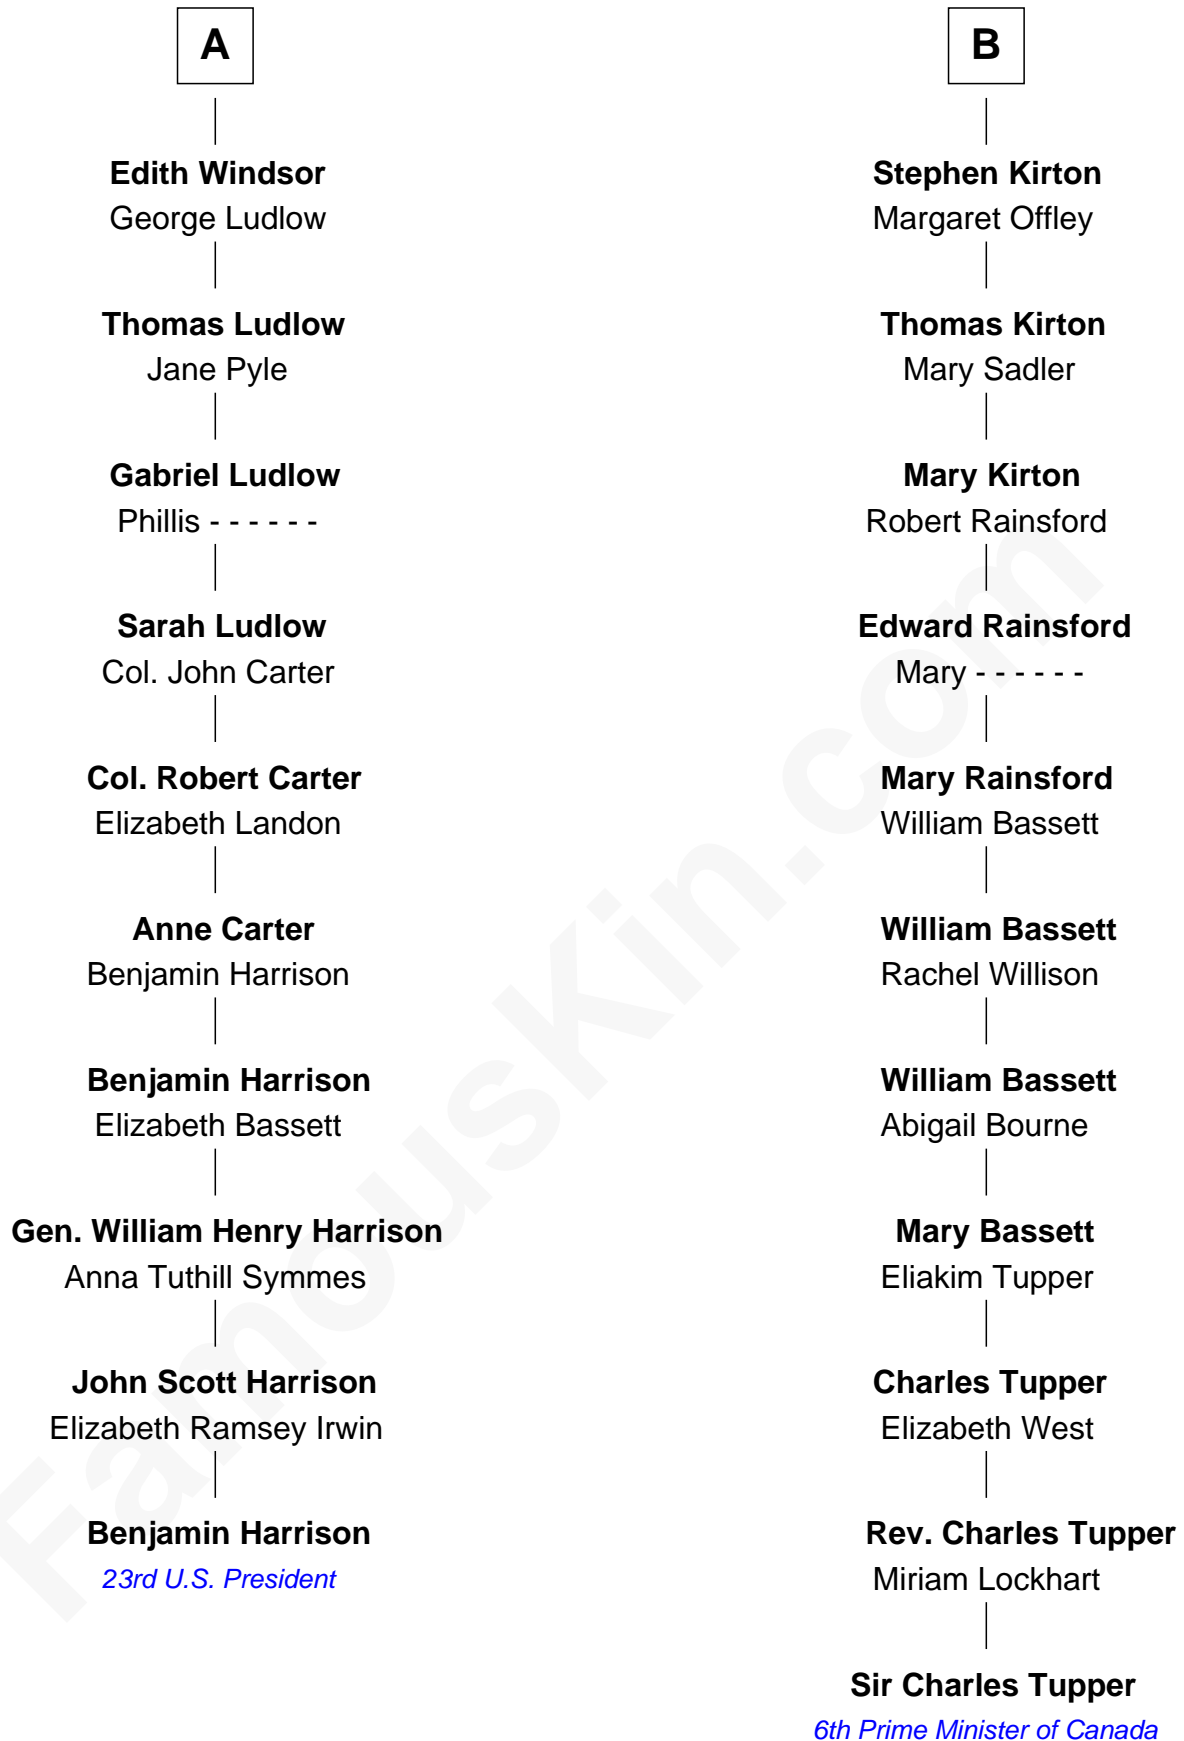 A
Edith Windsor
George Ludlow
Thomas Ludlow
Jane Pyle
Gabriel Ludlow
Phillis - - - - - -
Sarah Ludlow
Col. John Carter
Col. Robert Carter
Elizabeth Landon
Anne Carter
Benjamin Harrison
Benjamin Harrison
Elizabeth Bassett
Gen. William Henry Harrison
Anna Tuthill Symmes
John Scott Harrison
Elizabeth Ramsey Irwin
Benjamin Harrison
23rd U.S. President
B
Stephen Kirton
Margaret Offley
Thomas Kirton
Mary Sadler
Mary Kirton
Robert Rainsford
Edward Rainsford
Mary - - - - - -
Mary Rainsford
William Bassett
William Bassett
Rachel Willison
William Bassett
Abigail Bourne
Mary Bassett
Eliakim Tupper
Charles Tupper
Elizabeth West
Rev. Charles Tupper
Miriam Lockhart
Sir Charles Tupper
6th Prime Minister of Canada
FamousKin.com